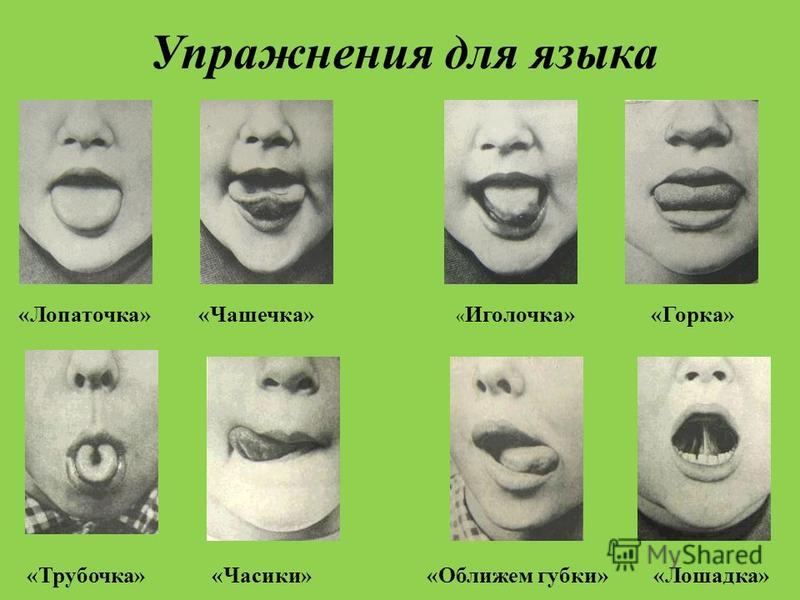 Упражнения для языка
«Лопаточка» «Чашечка» «Иголочка» «Горка»
«Трубочка» «Часики» «Оближем губки» «Лошадка»
MyShared